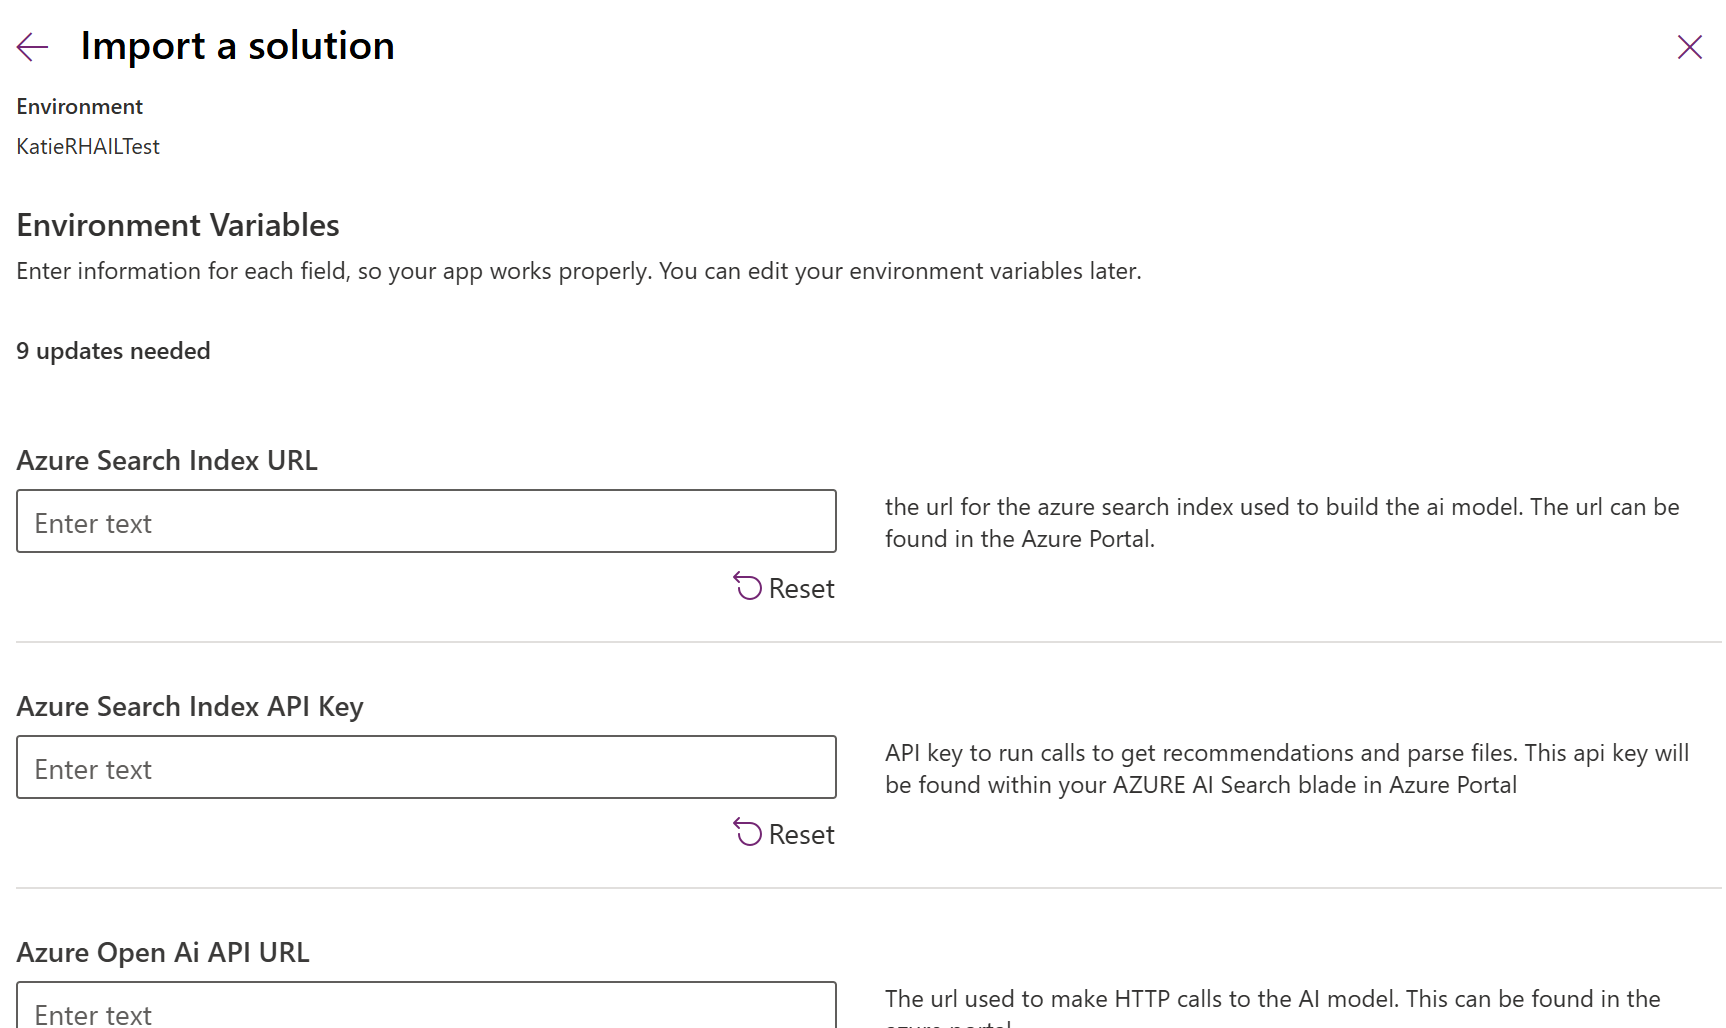 Import a solution
Environment
KatieRHAILTest
Environment Variables
Enter information for each field, so your app works properly. You can edit your environment variables later.
9 updates needed
Azure Search Index URL
Enter text
the url for the azure search index used to build the ai model. The url can be
found in the Azure Portal.
Reset
Azure Search Index API Key
Enter text
API key to run calls to get recommendations and parse files. This api key will
be found within your AZURE AI Search blade in Azure Portal
Reset
Azure Open Ai API URL
Enter text
The url used to make HTTP calls to the AI model. This can be found in the
azure portal